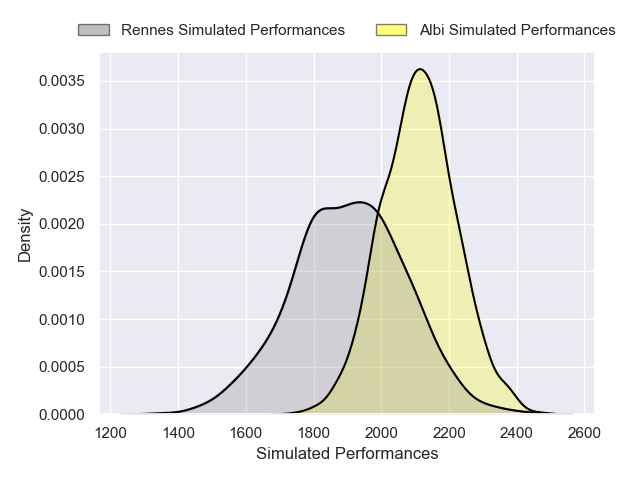 Rennes Simulated Performances Albi Simulated Performances
0.0035
0.0030
0.0025
0.0020
0.0015
0.0010
0.0005
0.0000
Density
1200 1400 1600 1800 2000 2200 2400 2600
Simulated Performances